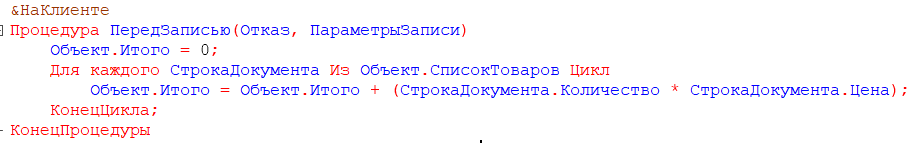 &НаКлиенте
Процедура ПередЗаписью(Отказ, ПараметрыЗаписи)
Объект.Итого = 0;
Для каждого СтрокаДокумента Из Объект.СписокТоваров Цикл
Объект.Итого = Объект.Итого + (СтрокаДокумента.Количество * СтрокаДокумента.Цена);
КонецЦикла;
КонецПроцедуры